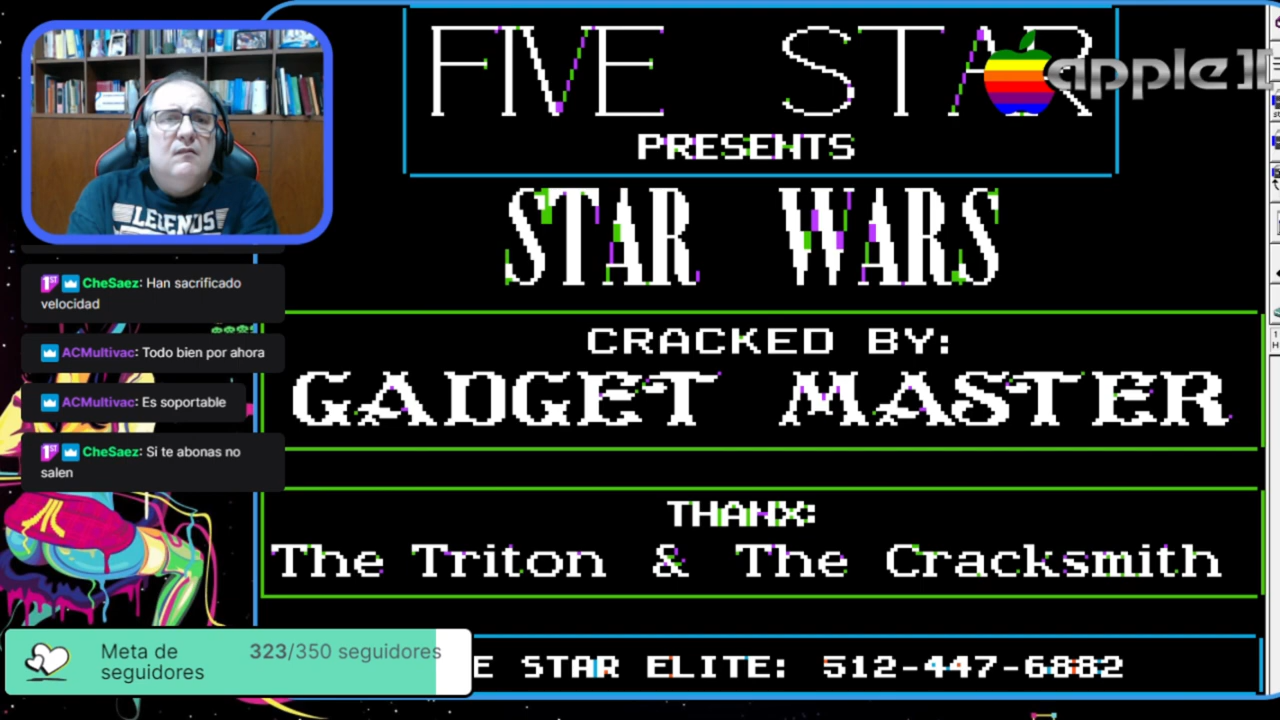 FIVE STAR
apple ][
PRESENTS
STAR WARS
LEGENDS
CheSaez: Han sacrificado
velocidad
ACMultivac: Todo bien por ahora
ACMultivac: Es soportable
CheSaez: Si te abonas no
salen
CRACKED BY:
GADGET MASTER
THANX:
The Triton & The Cracksmith
Meta de
seguidores
323/350 seguidores
E STAR ELITE: 512-447-6882